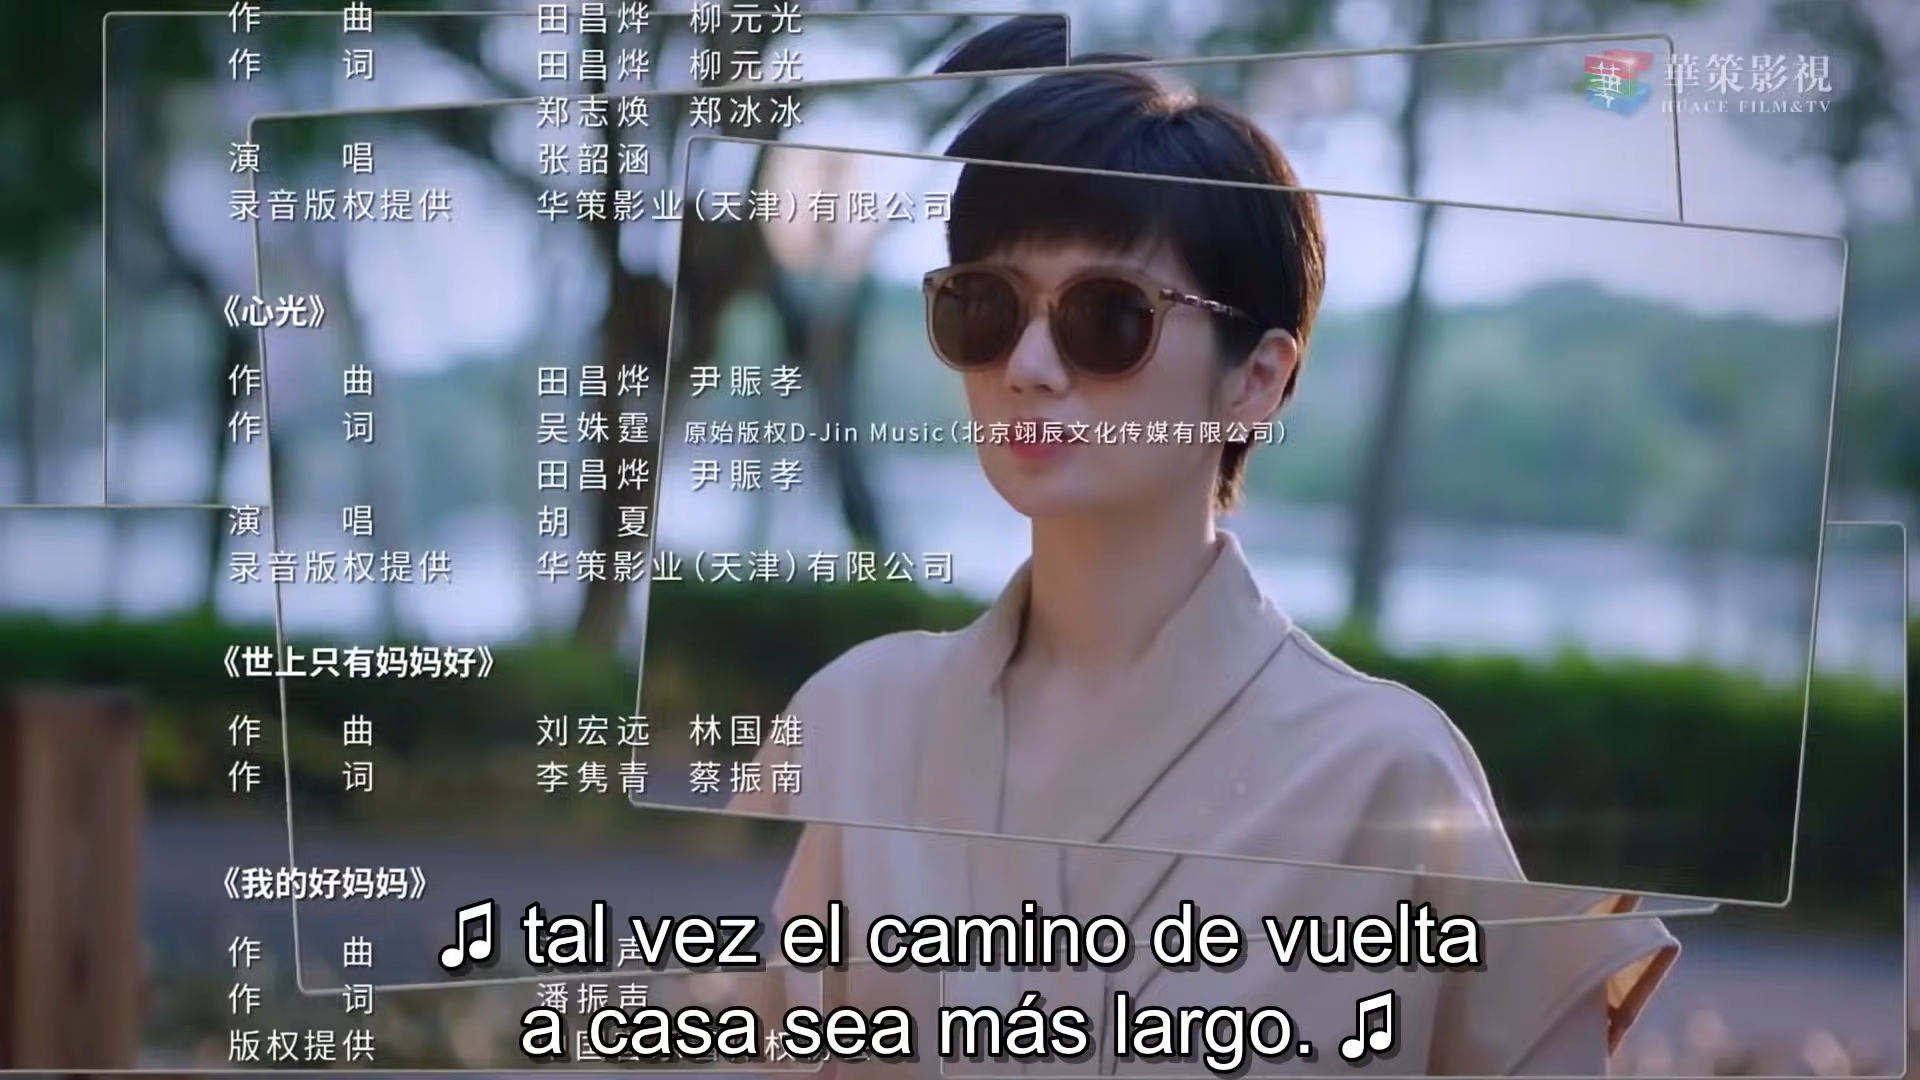 作 曲 田昌烨 柳元光
作 词 田昌烨 柳元光
郑志焕 郑冰冰
演 唱 张韶涵
录音版权提供 华策影业（天津）有限公司
華策影視
HUACE FILM&TV
《心光》
作 曲 田昌烨 尹赈孝
作 词 吴姝霆 原始版权D-Jin Music（北京翊辰文化传媒有限公司）
田昌烨 尹赈孝
演 唱 胡 夏
录音版权提供 华策影业（天津）有限公司
《世上只有妈妈好》
作 曲 刘宏远 林国雄
作 词 李隽青 蔡振南
《我的好妈妈》
作 曲 声
作 词 潘振声
版权提供
♫ tal vez el camino de vuelta
a casa sea más largo. ♫